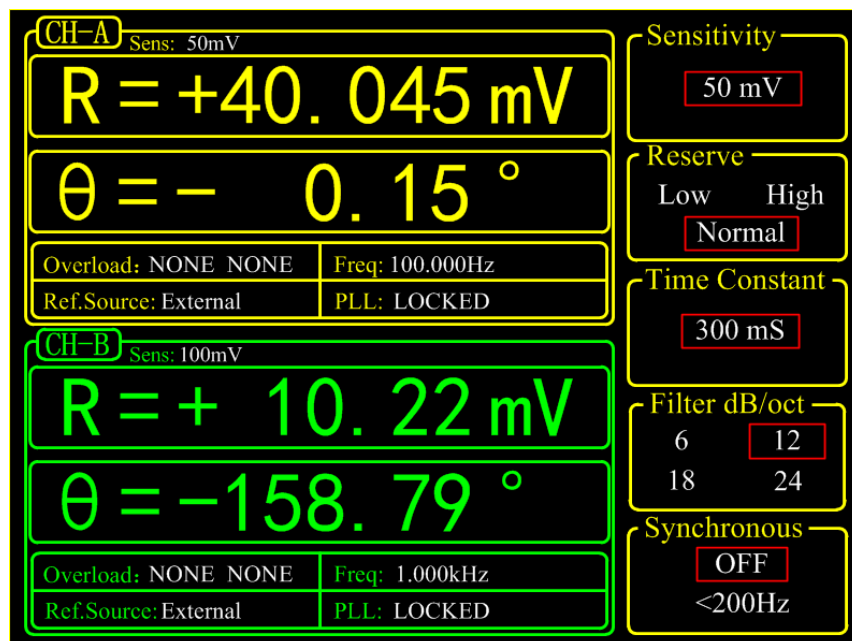 CH-A Sens: 50mV
R = +40. 045 mV
θ = - 0. 15 °
Overload: NONE NONE Freq: 100.000Hz
Ref.Source: External PLL: LOCKED
CH-B Sens: 100mV
R = + 10. 22 mV
θ = -158. 79 °
Overload: NONE NONE Freq: 1.000kHz
Ref.Source: External PLL: LOCKED
Sensitivity
50 mV
Reserve
Low High
Normal
Time Constant
300 mS
Filter dB/oct
6 12
18 24
Synchronous
OFF
<200Hz